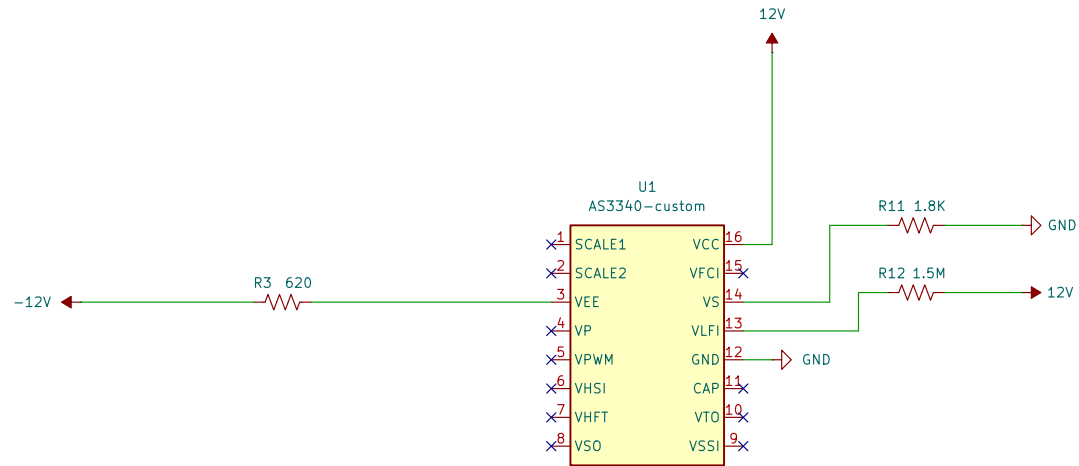 12V
U1
AS3340-custom
R11 1.8K
GND
R12 1.5M
12V
R3 620
-12V
1 SCALE1 VCC 16
2 SCALE2 VFCI 15
3 VEE VS 14
4 VP VLFI 13
5 VPWM GND 12 GND
6 VHSI CAP 11
7 VHFT VTO 10
8 VSO VSSI 9